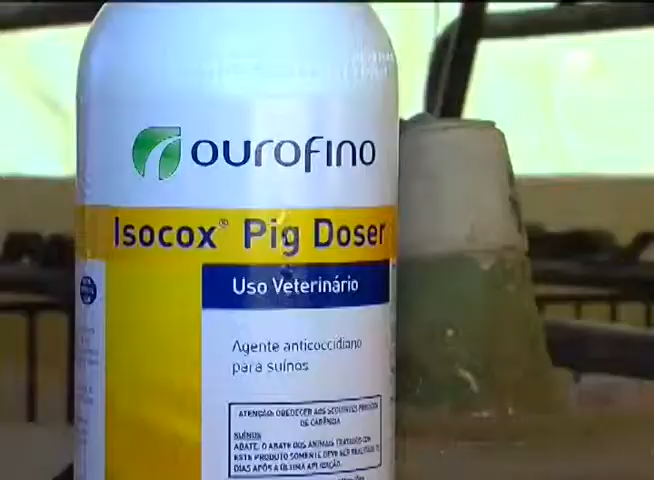 ourofino
Isocox® Pig Doser
Uso Veterinário
Agente anticoccidiano
para suínos
ATENÇÃO: OBEDECER AOS SEGUINTES PERÍODOS
DE CARÊNCIA
SUÍNOS
ABATE: O ABATE DOS ANIMAIS TRATADOS COM
ESTE PRODUTO SOMENTE DEVE SER REALIZADO
DIAS APÓS A ÚLTIMA APLICAÇÃO.